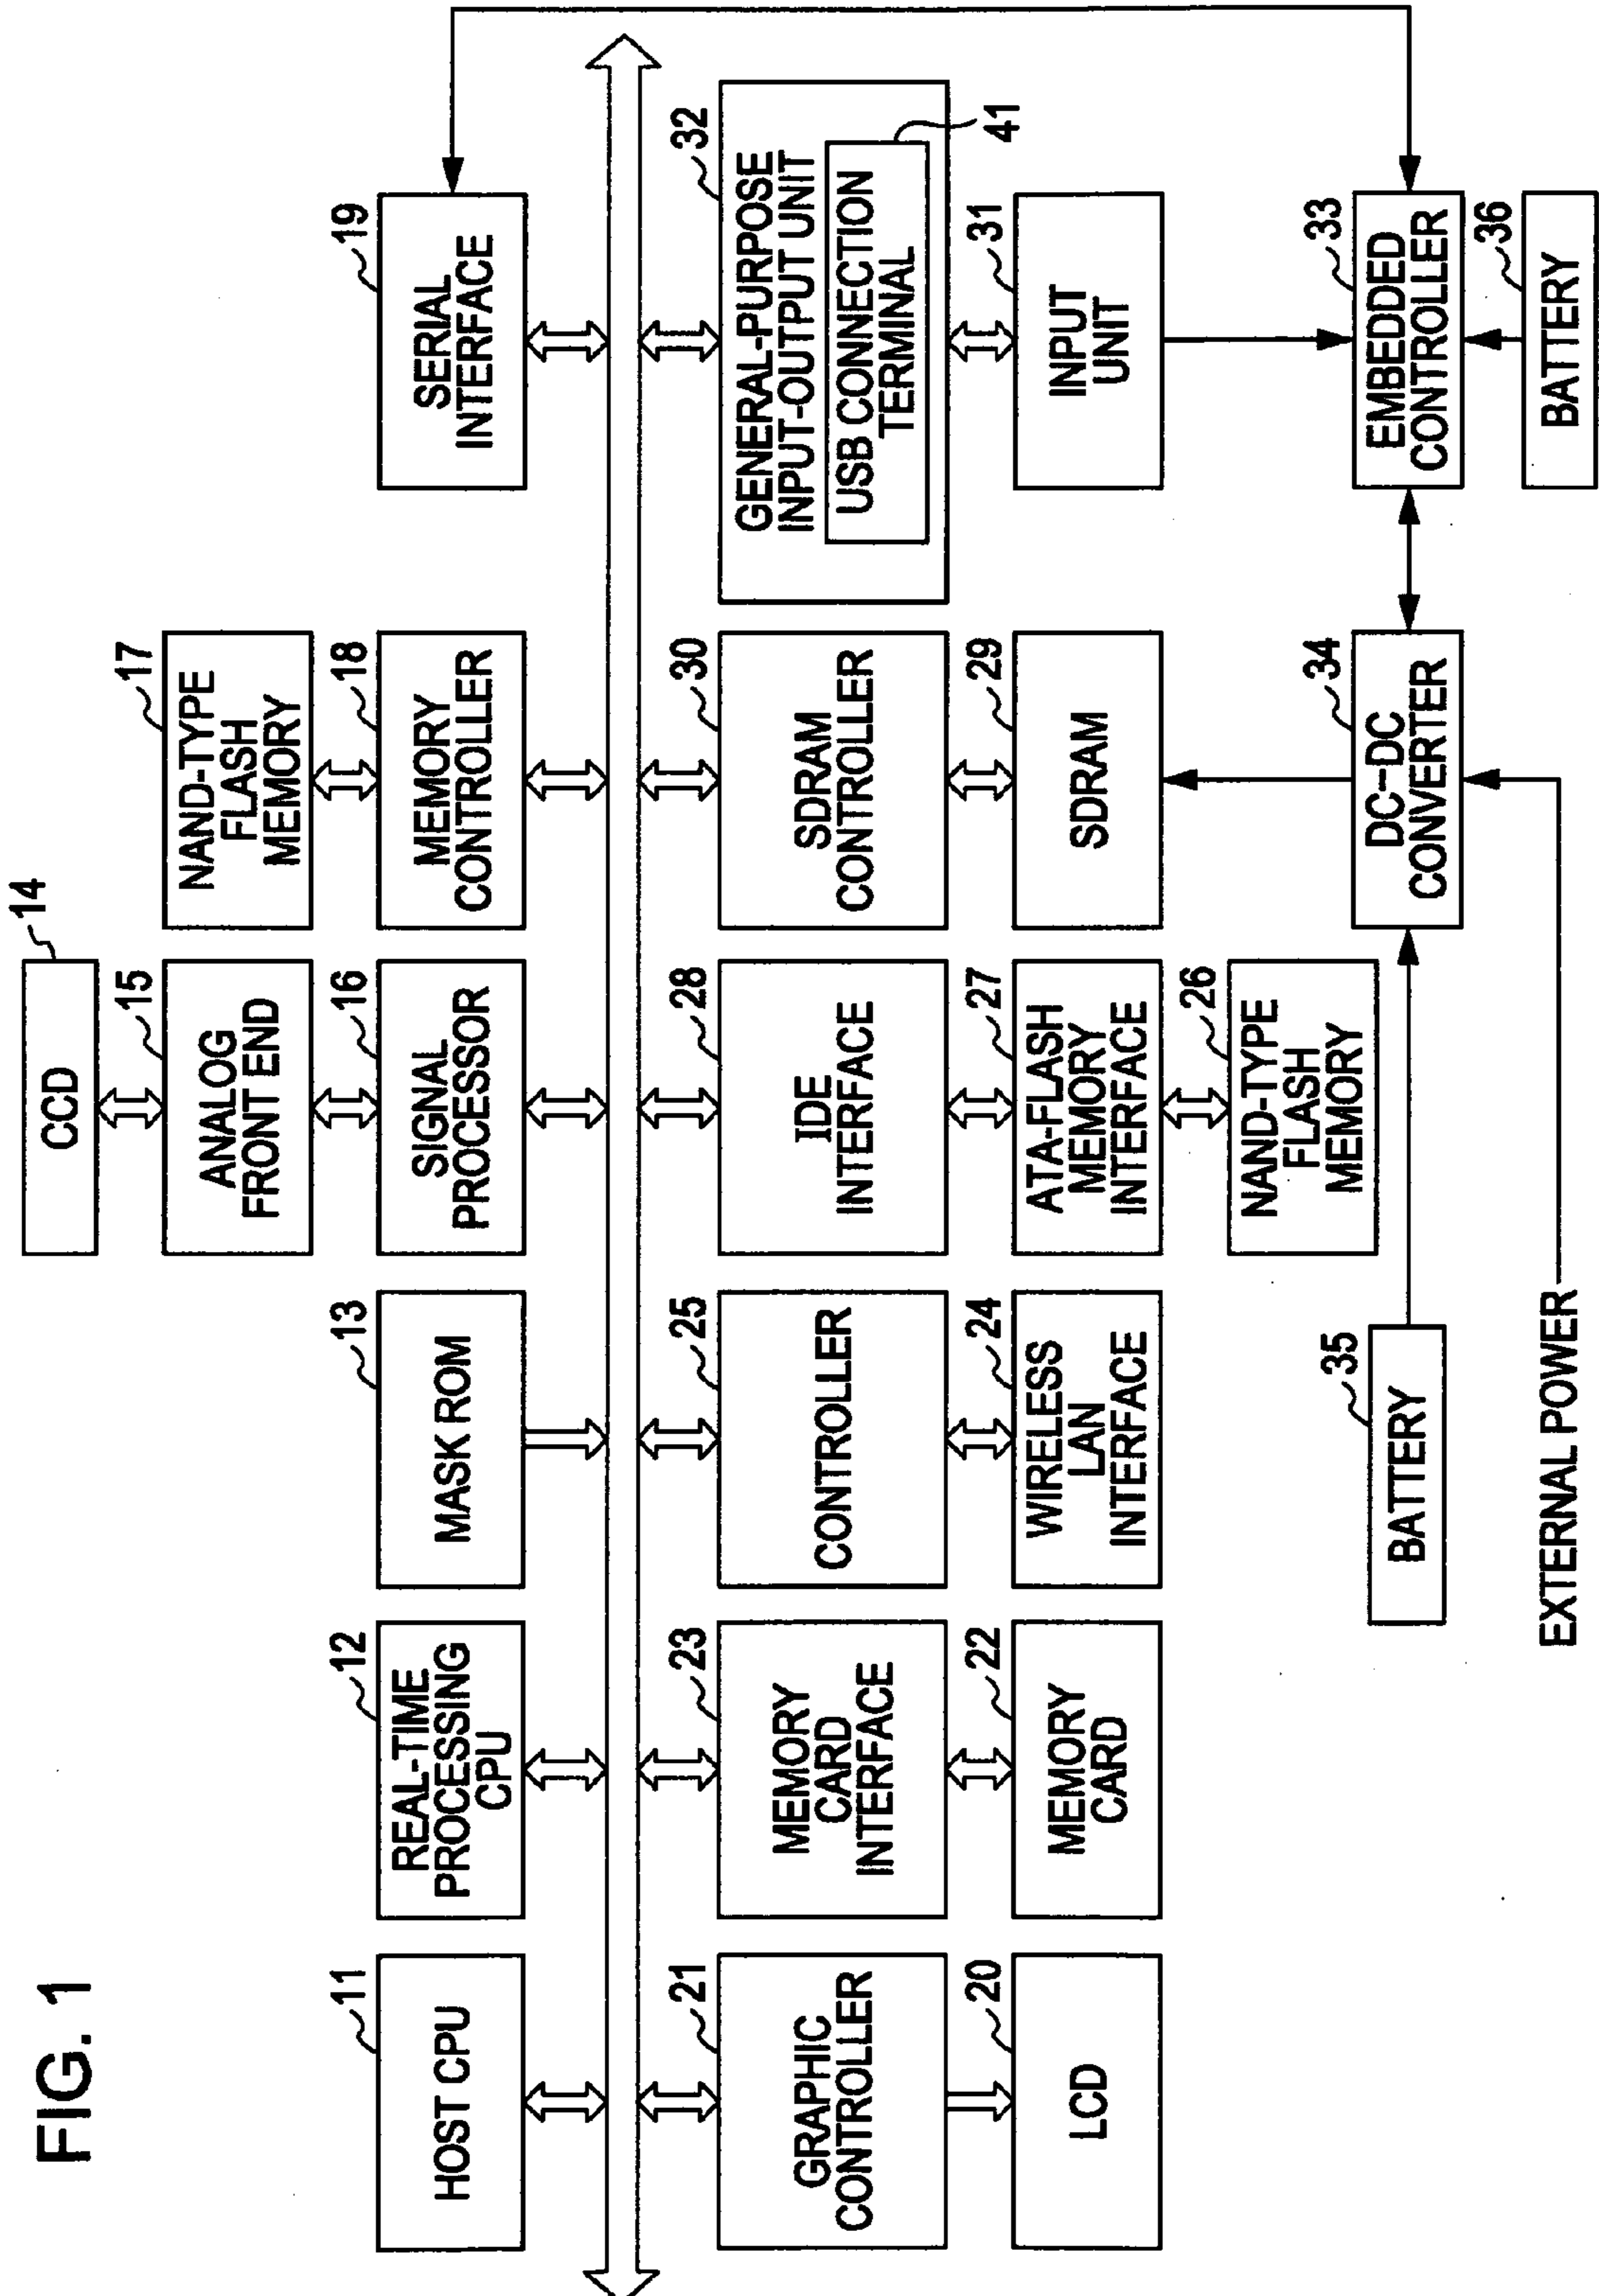 FIG. 1
14
CCD
15
ANALOG
FRONT END
17
NAND-TYPE
FLASH
MEMORY
11
HOST CPU
12
REAL-TIME
PROCESSING
CPU
13
MASK ROM
16
SIGNAL
PROCESSOR
18
MEMORY
CONTROLLER
19
SERIAL
INTERFACE
21
GRAPHIC
CONTROLLER
23
MEMORY
CARD
INTERFACE
25
CONTROLLER
28
IDE
INTERFACE
30
SDRAM
CONTROLLER
32
GENERAL-PURPOSE
INPUT-OUTPUT UNIT
USB CONNECTION
TERMINAL
41
20
LCD
22
MEMORY
CARD
24
WIRELESS
LAN
INTERFACE
27
ATA-FLASH
MEMORY
INTERFACE
29
SDRAM
31
INPUT
UNIT
26
NAND-TYPE
FLASH
MEMORY
35
BATTERY
34
DC-DC
CONVERTER
33
EMBEDDED
CONTROLLER
EXTERNAL POWER
36
BATTERY